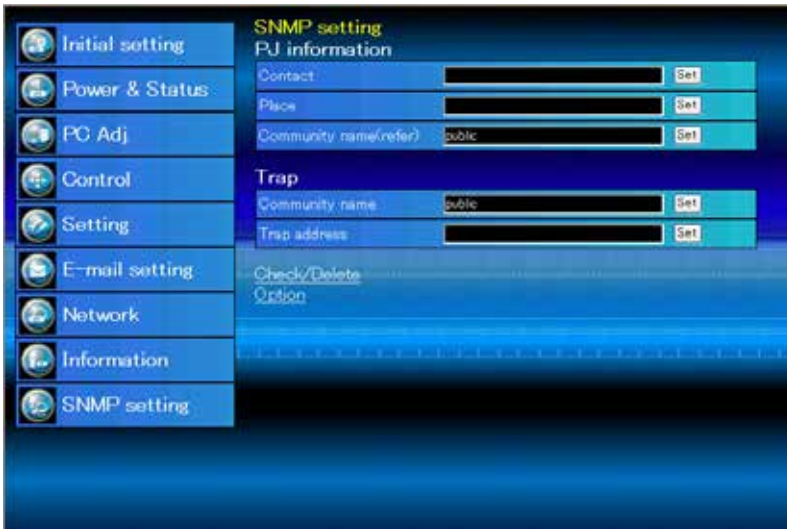 Initial setting
Power & Status
PC Adj.
Control
Setting
E-mail setting
Network
Information
SNMP setting
SNMP setting
PJ information
Contact Set
Place Set
Community name(refer) public Set
Trap
Community name public Set
Trap address Set
Check/Delete
Option